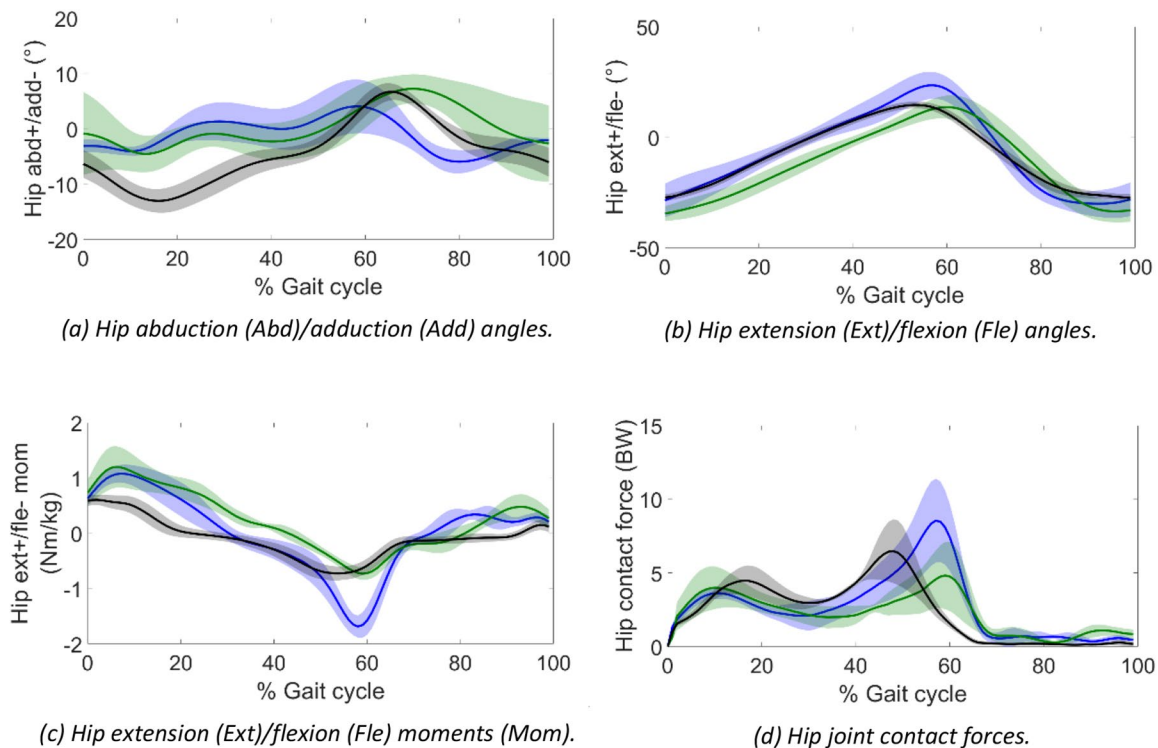 Hip abd+/add- (°)
20
10
0
-10
-20
0 20 40 60 80 100
% Gait cycle
(a) Hip abduction (Abd)/adduction (Add) angles.
Hip ext+/fle- (°)
50
0
-50
0 20 40 60 80 100
% Gait cycle
(b) Hip extension (Ext)/flexion (Fle) angles.
Hip ext+/fle- mom
(Nm/kg)
2
1
0
-1
-2
0 20 40 60 80 100
% Gait cycle
(c) Hip extension (Ext)/flexion (Fle) moments (Mom).
Hip contact force (BW)
15
10
5
0
0 20 40 60 80 100
% Gait cycle
(d) Hip joint contact forces.